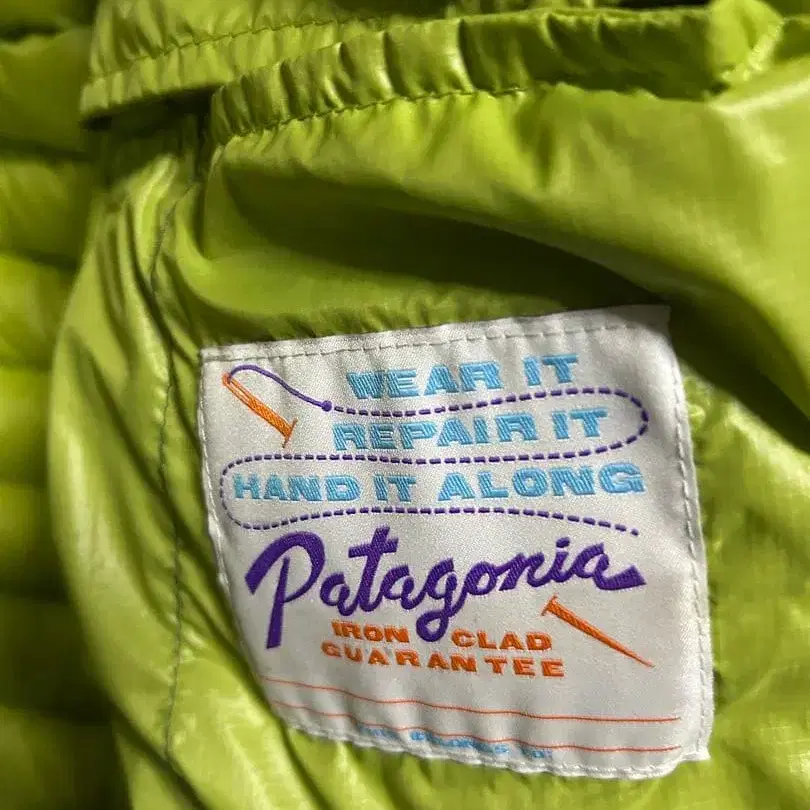 WEAR IT
REPAIR IT
HAND IT ALONG
Patagonia
IRON CLAD
GUARANTEE